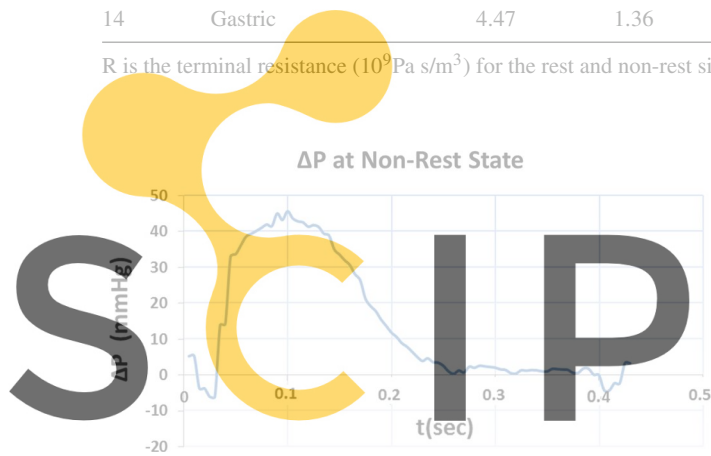 14 Gastric 4.47 1.36
R is the terminal resistance (10⁹Pa s/m³) for the rest and non-rest si
ΔP at Non-Rest State
50
40
30
20
10
0
-10
-20
ΔP (mmHg)
0 0.1 0.2 0.3 0.4 0.5
t(sec)
SCIP